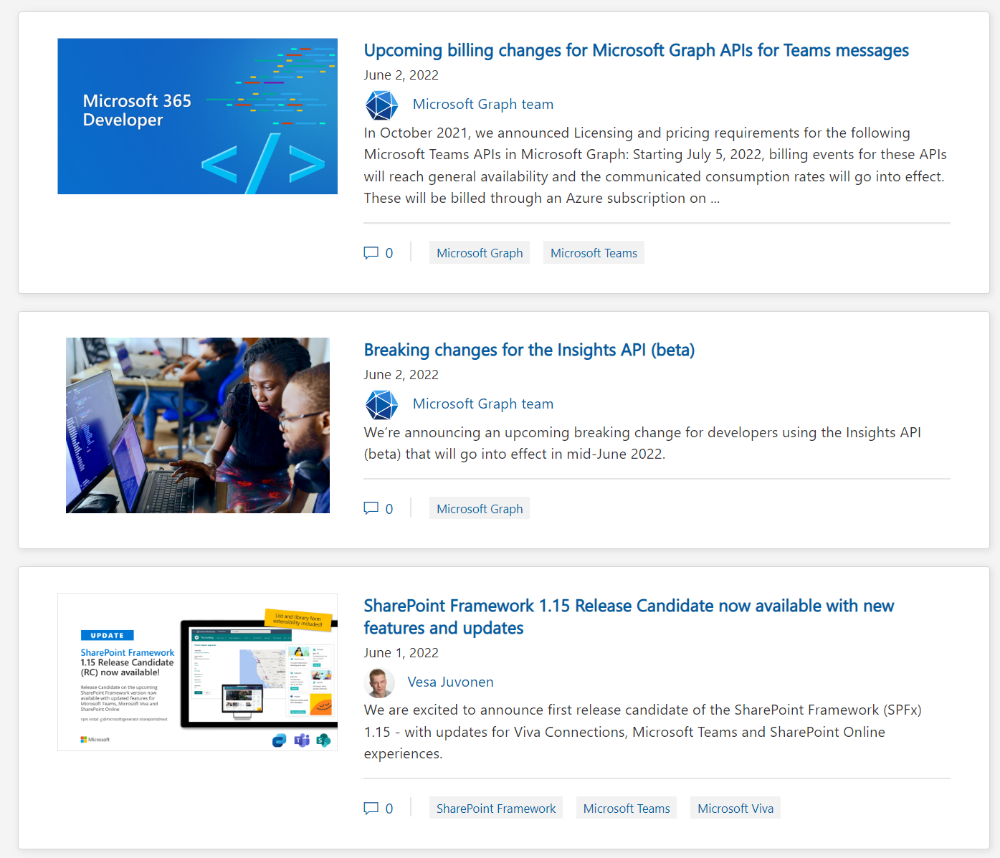 Microsoft 365
Developer
Upcoming billing changes for Microsoft Graph APIs for Teams messages
June 2, 2022
Microsoft Graph team
In October 2021, we announced Licensing and pricing requirements for the following
Microsoft Teams APIs in Microsoft Graph: Starting July 5, 2022, billing events for these APIs
will reach general availability and the communicated consumption rates will go into effect.
These will be billed through an Azure subscription on ...
0
Microsoft Graph
Microsoft Teams
Breaking changes for the Insights API (beta)
June 2, 2022
Microsoft Graph team
We’re announcing an upcoming breaking change for developers using the Insights API
(beta) that will go into effect in mid-June 2022.
0
Microsoft Graph
UPDATE
SharePoint Framework
1.15 Release Candidate
(RC) now available!
Release Candidate on the upcoming
SharePoint Framework version now
available with updated features for
Microsoft Teams, Microsoft Viva and
SharePoint Online
npm install -g @microsoft/generator-sharepoint@next
Microsoft
List and library form
extensibility included!
SharePoint Framework 1.15 Release Candidate now available with new
features and updates
June 1, 2022
Vesa Juvonen
We are excited to announce first release candidate of the SharePoint Framework (SPFx)
1.15 - with updates for Viva Connections, Microsoft Teams and SharePoint Online
experiences.
0
SharePoint Framework
Microsoft Teams
Microsoft Viva